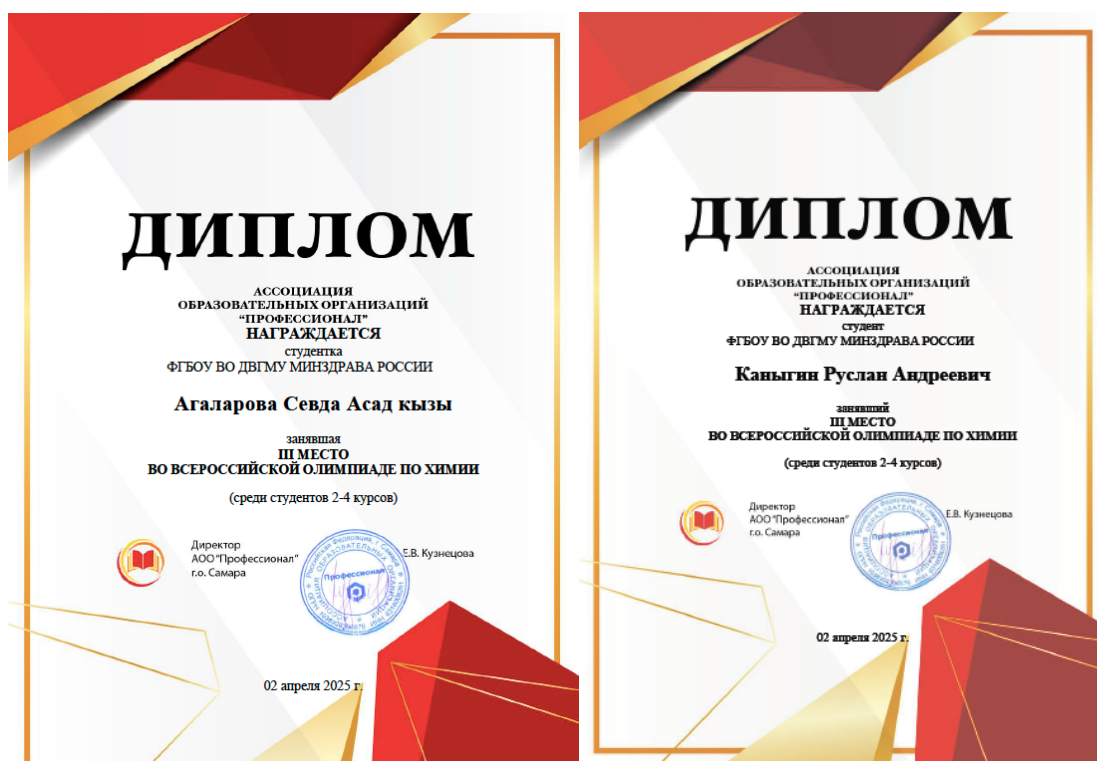 ДИПЛОМ
АССОЦИАЦИЯ
ОБРАЗОВАТЕЛЬНЫХ ОРГАНИЗАЦИЙ
“ПРОФЕССИОНАЛ”
НАГРАЖДАЕТСЯ
студентка
ФГБОУ ВО ДВГМУ МИНЗДРАВА РОССИИ
Агаларова Севда Асад кызы
занявшая
III МЕСТО
ВО ВСЕРОССИЙСКОЙ ОЛИМПИАДЕ ПО ХИМИИ
(среди студентов 2-4 курсов)
Директор
АОО “Профессионал”
г.о. Самара
Профессионал
Е.В. Кузнецова
02 апреля 2025 г.
ДИПЛОМ
АССОЦИАЦИЯ
ОБРАЗОВАТЕЛЬНЫХ ОРГАНИЗАЦИЙ
“ПРОФЕССИОНАЛ”
НАГРАЖДАЕТСЯ
студент
ФГБОУ ВО ДВГМУ МИНЗДРАВА РОССИИ
Каныгин Руслан Андреевич
занявший
III МЕСТО
ВО ВСЕРОССИЙСКОЙ ОЛИМПИАДЕ ПО ХИМИИ
(среди студентов 2-4 курсов)
Директор
АОО “Профессионал”
г.о. Самара
Профессионал
Е.В. Кузнецова
02 апреля 2025 г.